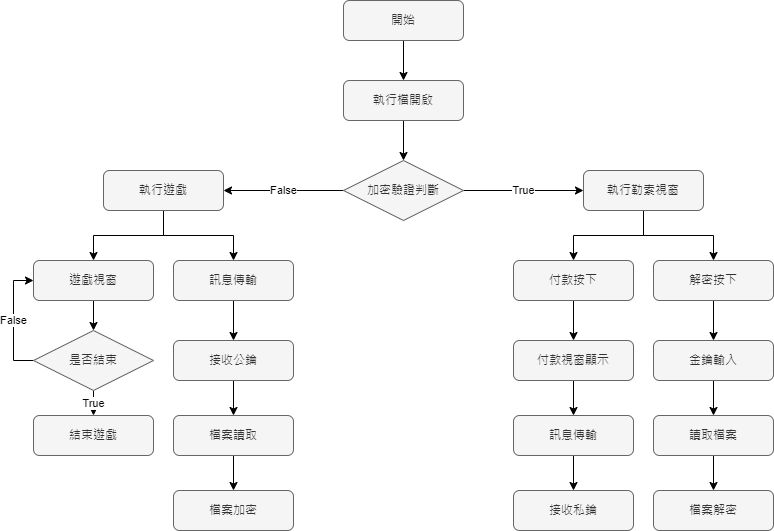 開始
執行檔開啟
執行遊戲
False
加密驗證判斷
True
執行勒索視窗
遊戲視窗
訊息傳輸
付款按下
解密按下
False
是否結束
接收公鑰
付款視窗顯示
金鑰輸入
True
結束遊戲
檔案讀取
訊息傳輸
讀取檔案
檔案加密
接收私鑰
檔案解密